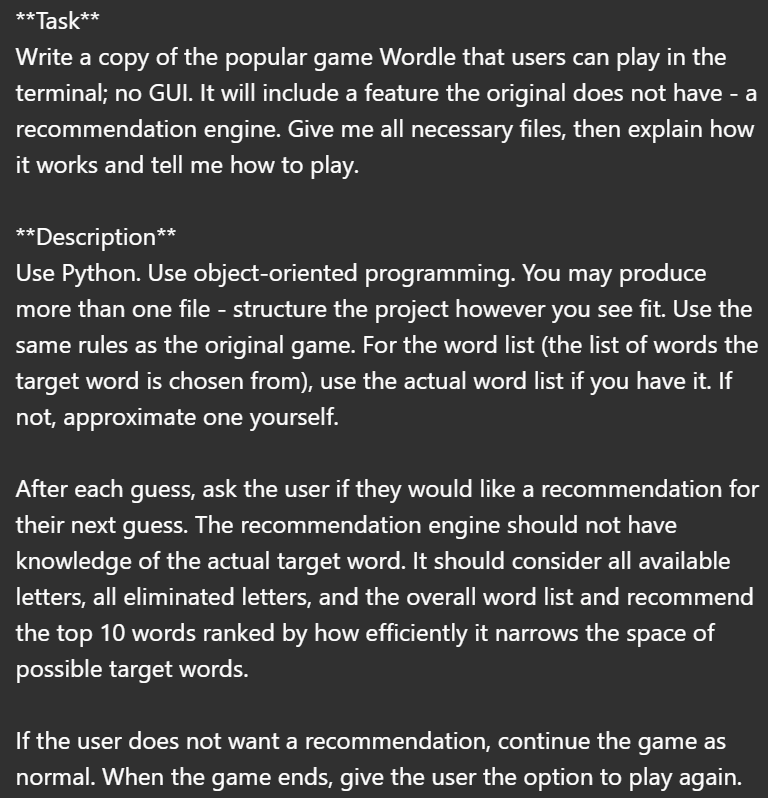 **Task**
Write a copy of the popular game Wordle that users can play in the
terminal; no GUI. It will include a feature the original does not have - a
recommendation engine. Give me all necessary files, then explain how
it works and tell me how to play.
**Description**
Use Python. Use object-oriented programming. You may produce
more than one file - structure the project however you see fit. Use the
same rules as the original game. For the word list (the list of words the
target word is chosen from), use the actual word list if you have it. If
not, approximate one yourself.
After each guess, ask the user if they would like a recommendation for
their next guess. The recommendation engine should not have
knowledge of the actual target word. It should consider all available
letters, all eliminated letters, and the overall word list and recommend
the top 10 words ranked by how efficiently it narrows the space of
possible target words.
If the user does not want a recommendation, continue the game as
normal. When the game ends, give the user the option to play again.